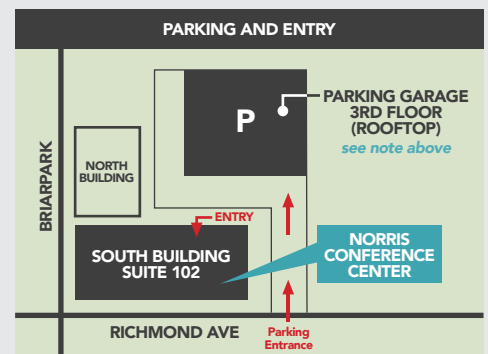 PARKING AND ENTRY
P
PARKING GARAGE
3RD FLOOR
(ROOFTOP)
see note above
BRIARPARK
NORTH
BUILDING
ENTRY
SOUTH BUILDING
SUITE 102
NORRIS
CONFERENCE
CENTER
RICHMOND AVE
Parking
Entrance